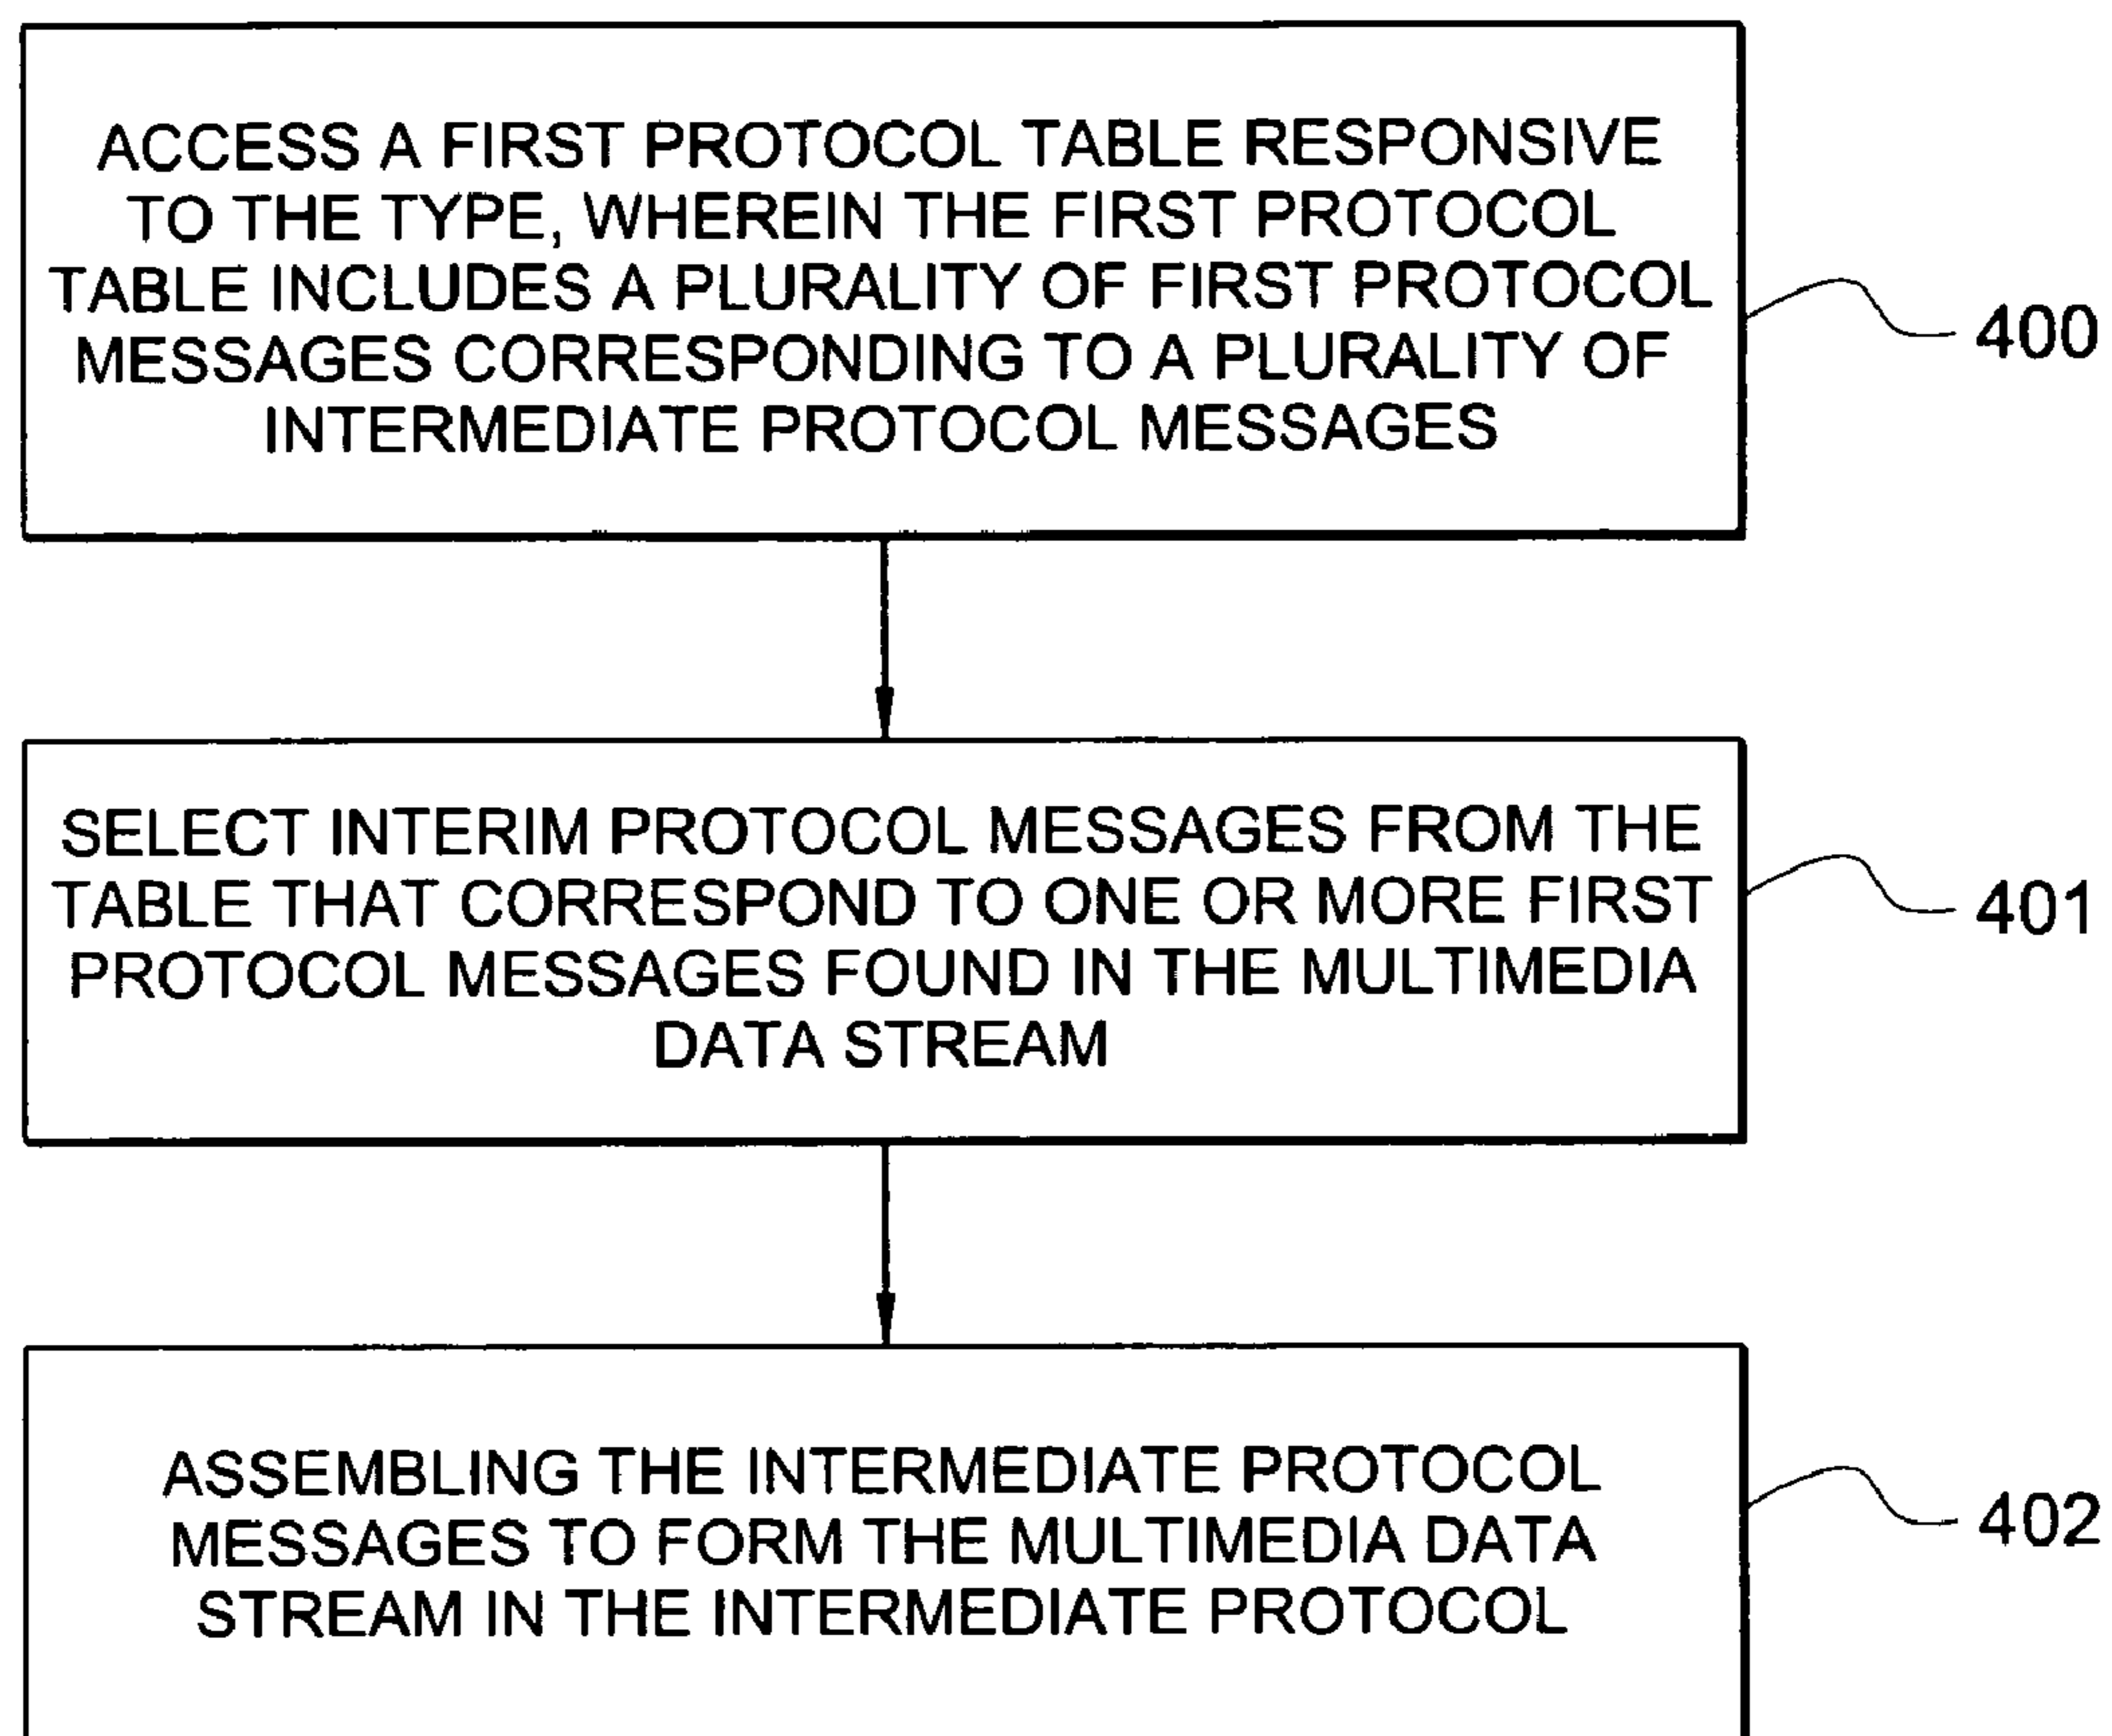 ACCESS A FIRST PROTOCOL TABLE RESPONSIVE
TO THE TYPE, WHEREIN THE FIRST PROTOCOL
TABLE INCLUDES A PLURALITY OF FIRST PROTOCOL
MESSAGES CORRESPONDING TO A PLURALITY OF
INTERMEDIATE PROTOCOL MESSAGES
400
SELECT INTERIM PROTOCOL MESSAGES FROM THE
TABLE THAT CORRESPOND TO ONE OR MORE FIRST
PROTOCOL MESSAGES FOUND IN THE MULTIMEDIA
DATA STREAM
401
ASSEMBLING THE INTERMEDIATE PROTOCOL
MESSAGES TO FORM THE MULTIMEDIA DATA
STREAM IN THE INTERMEDIATE PROTOCOL
402